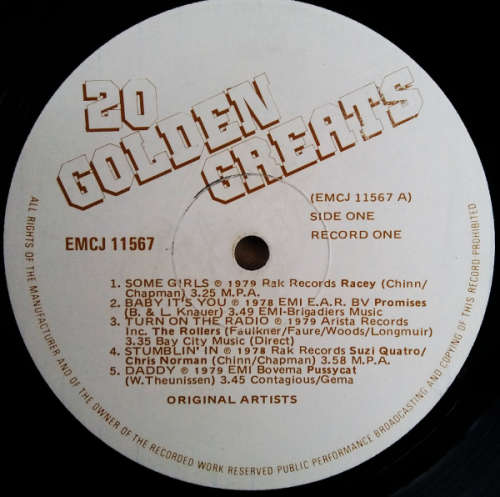 20
GOLDEN
GREATS
(EMCJ 11567 A)
SIDE ONE
EMCJ 11567
RECORD ONE
1. SOME GIRLS ℗ 1979 Rak Records Racey (Chinn/
Chapman) 3.25 M.P.A.
2. BABY IT'S YOU ℗ 1978 EMI E.A.R. BV Promises
(B. & L. Knauer) 3.49 EMI-Brigadiers Music
3. TURN ON THE RADIO ℗ 1979 Arista Records
Inc. The Rollers (Faulkner/Faure/Woods/Longmuir)
3.35 Bay City Music (Direct)
4. STUMBLIN' IN ℗ 1978 Rak Records Suzi Quatro/
Chris Norman (Chinn/Chapman) 3.58 M.P.A.
5. DADDY ℗ 1979 EMI Bovema Pussycat
(W.Theunissen) 3.45 Contagious/Gema
ORIGINAL ARTISTS
ALL RIGHTS OF THE MANUFACTURER AND OF THE OWNER OF THE RECORDED WORK RESERVED PUBLIC PERFORMANCE BROADCASTING AND COPYING OF THIS RECORD PROHIBITED